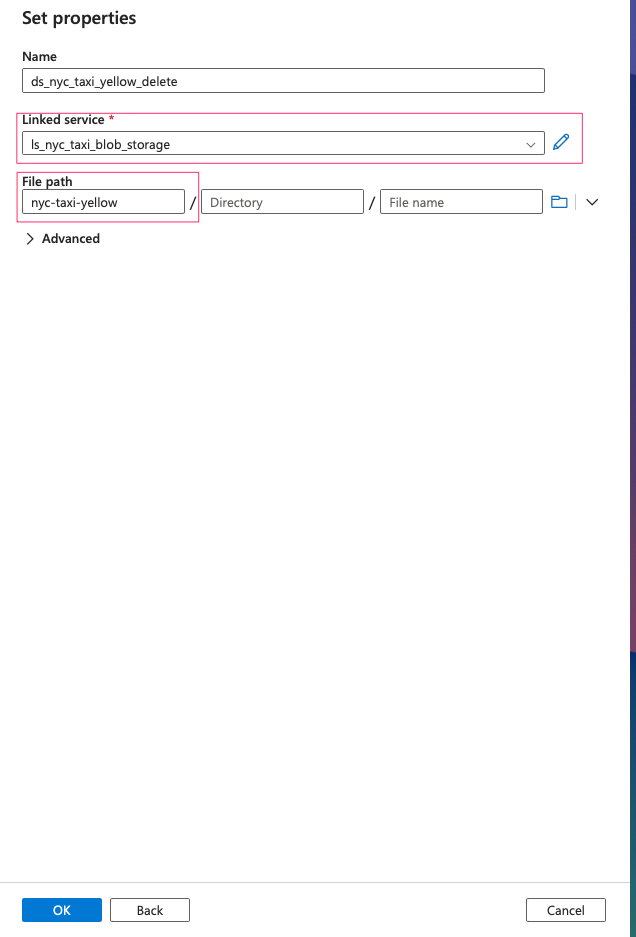 Set properties
Name
ds_nyc_taxi_yellow_delete
Linked service *
ls_nyc_taxi_blob_storage
File path
nyc-taxi-yellow / Directory / File name
Advanced
OK Back Cancel